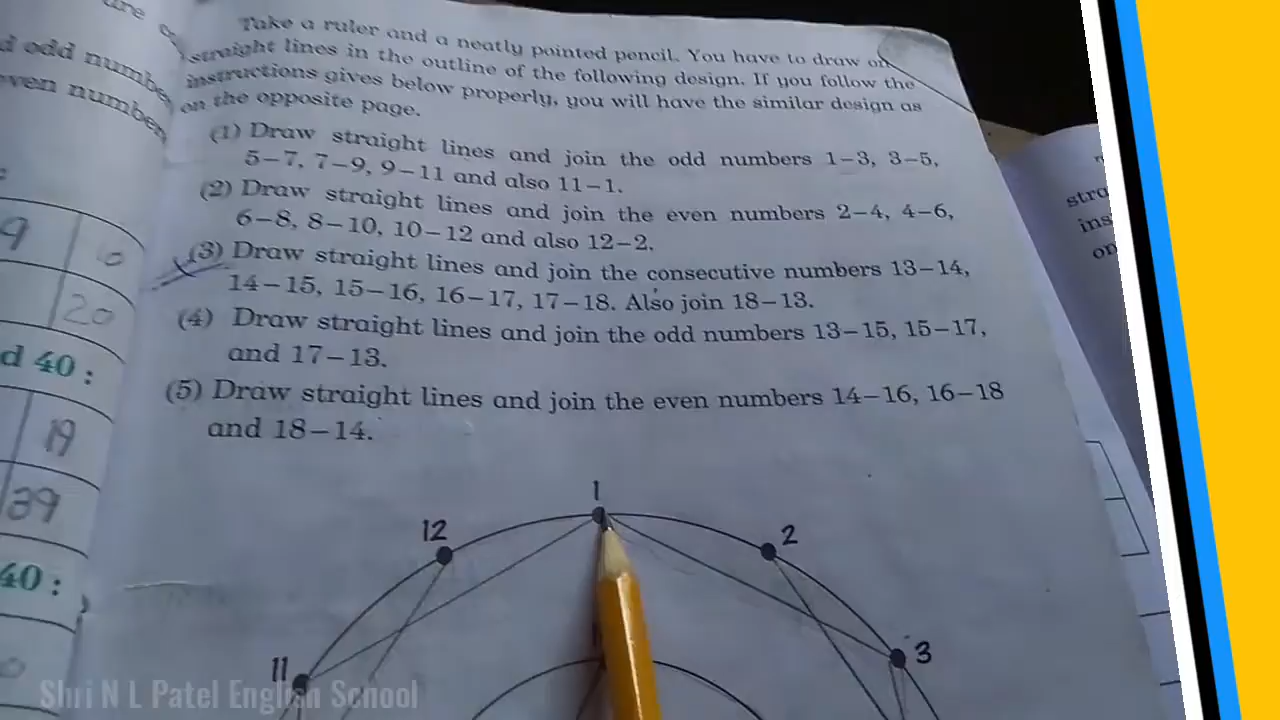 Take a ruler and a neatly pointed pencil. You have to draw on
straight lines in the outline of the following design. If you follow the
instructions gives below properly, you will have the similar design as
on the opposite page.
(1) Draw straight lines and join the odd numbers 1–3, 3–5,
5–7, 7–9, 9–11 and also 11–1.
(2) Draw straight lines and join the even numbers 2–4, 4–6,
6–8, 8–10, 10–12 and also 12–2.
(3) Draw straight lines and join the consecutive numbers 13–14,
14–15, 15–16, 16–17, 17–18. Also join 18–13.
(4) Draw straight lines and join the odd numbers 13–15, 15–17,
and 17–13.
(5) Draw straight lines and join the even numbers 14–16, 16–18
and 18–14.
1
12
2
11
3
d odd number
ven number
9 10
20
d 40 :
19
39
40 :
stra
ins
on
Shri N L Patel English School